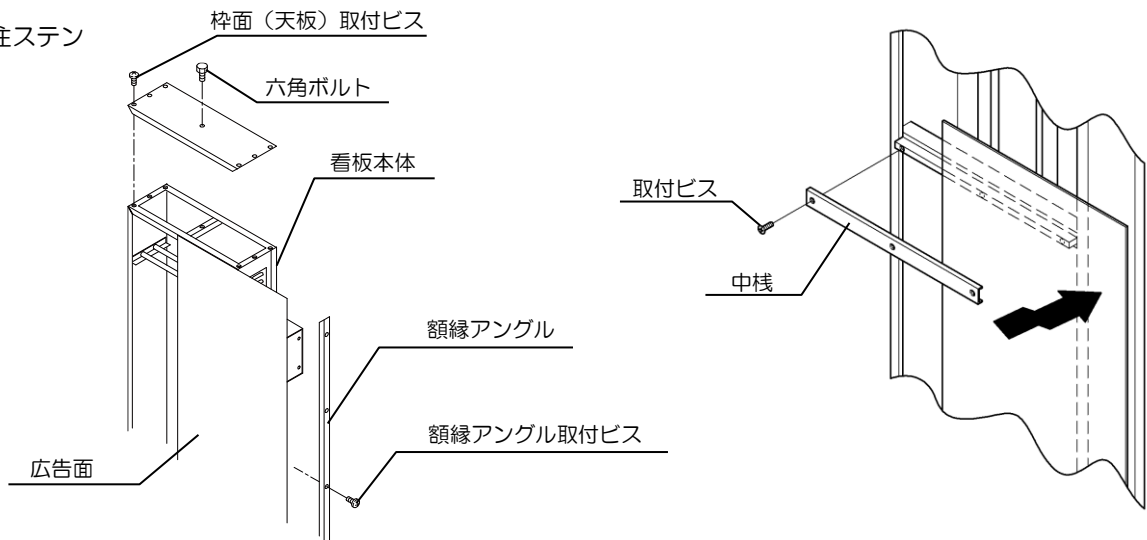 枠面（天板）取付ビス
住ステン
六角ボルト
看板本体
取付ビス
中桟
額縁アングル
額縁アングル取付ビス
広告面